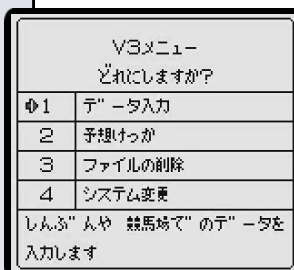 V3メニュー
どれにしますか?
1 デ゛ータ入力
2 予想けっか
3 ファイルの削除
4 システム変更
しんぶ゛んや 競馬場で゛のデ゛ータを
入力します